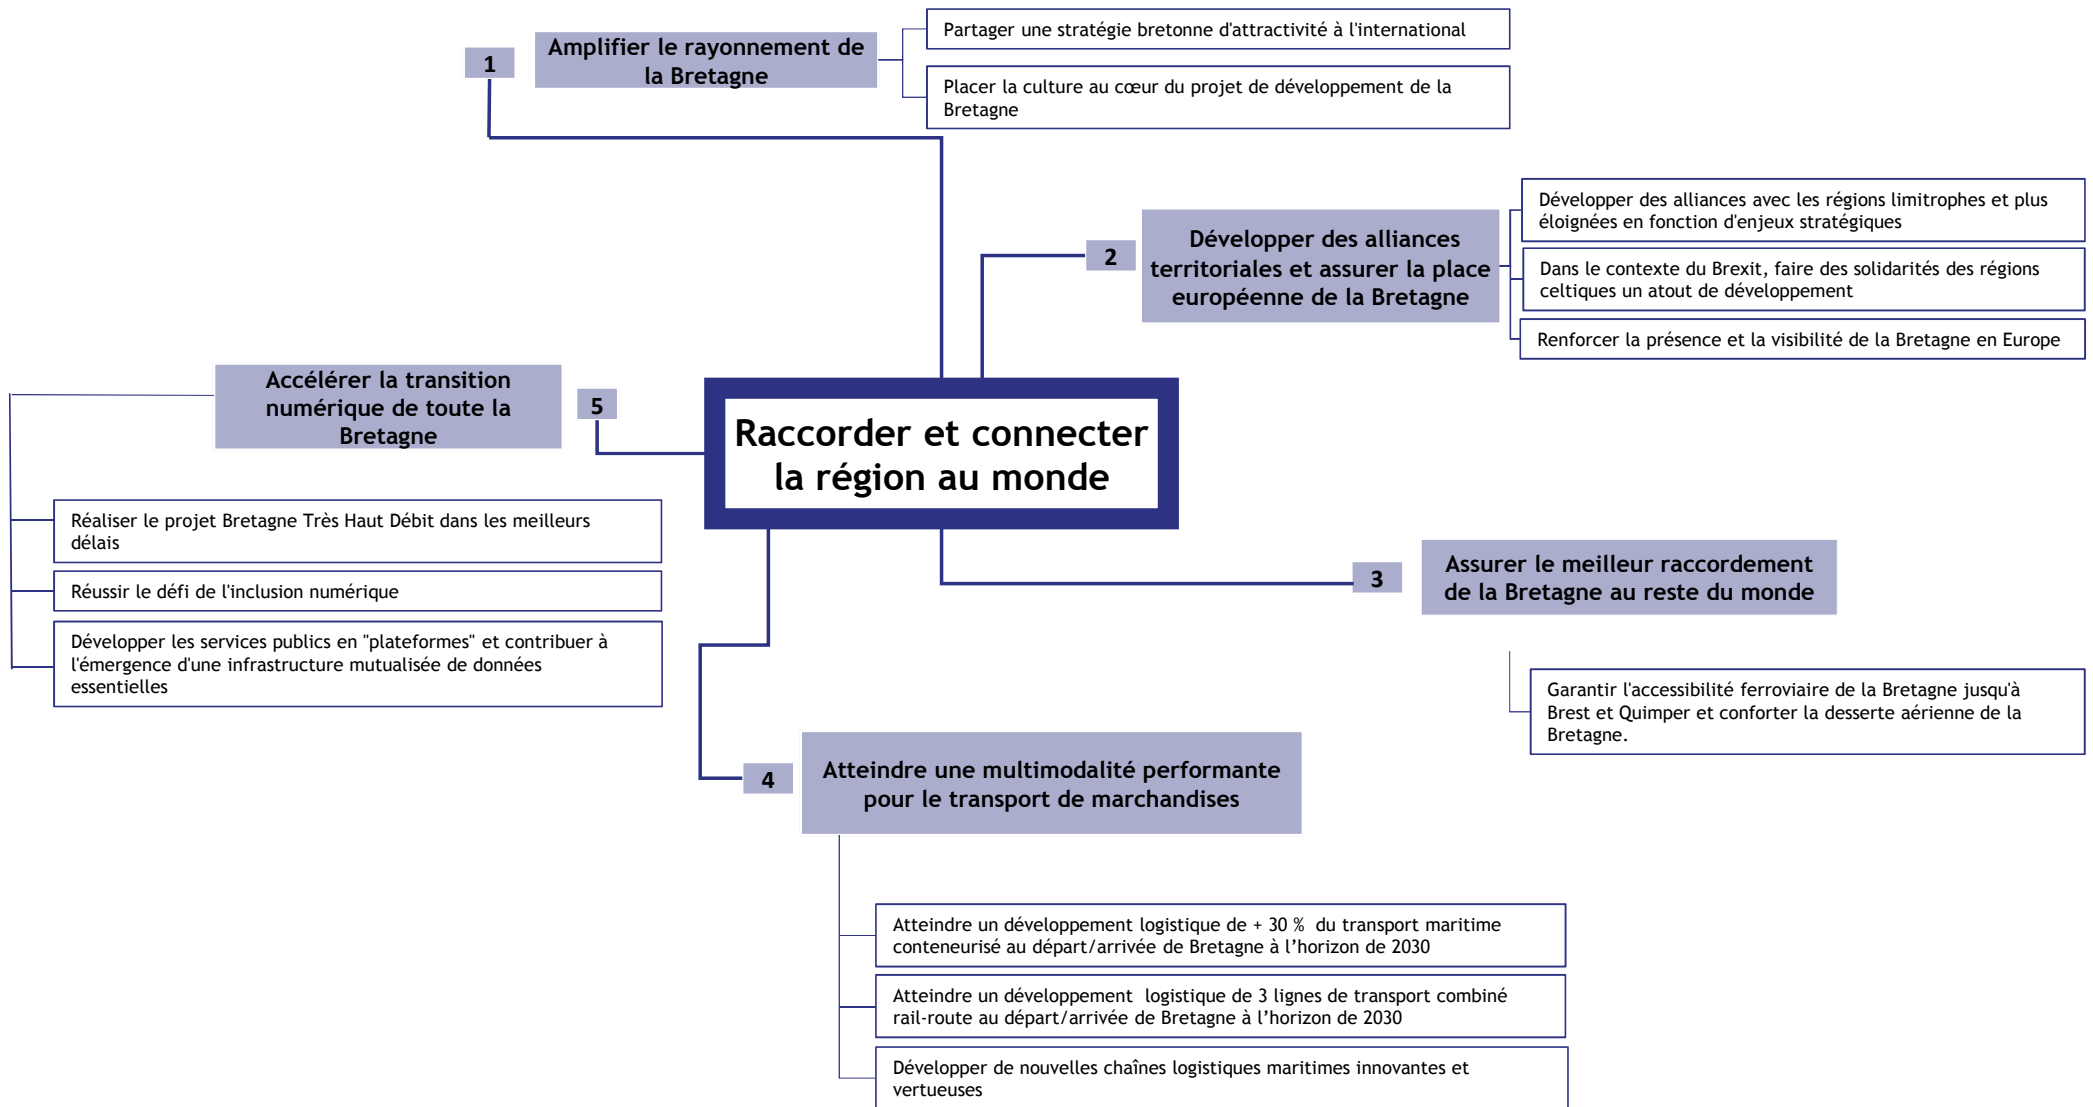 1
Amplifier le rayonnement de
la Bretagne
Partager une stratégie bretonne d'attractivité à l'international
Placer la culture au cœur du projet de développement de la
Bretagne
2
Développer des alliances
territoriales et assurer la place
européenne de la Bretagne
Développer des alliances avec les régions limitrophes et plus
éloignées en fonction d'enjeux stratégiques
Dans le contexte du Brexit, faire des solidarités des régions
celtiques un atout de développement
Renforcer la présence et la visibilité de la Bretagne en Europe
Accélérer la transition
numérique de toute la
Bretagne
5
Raccorder et connecter
la région au monde
Réaliser le projet Bretagne Très Haut Débit dans les meilleurs
délais
Réussir le défi de l'inclusion numérique
Développer les services publics en "plateformes" et contribuer à
l'émergence d'une infrastructure mutualisée de données
essentielles
3
Assurer le meilleur raccordement
de la Bretagne au reste du monde
Garantir l'accessibilité ferroviaire de la Bretagne jusqu'à
Brest et Quimper et conforter la desserte aérienne de la
Bretagne.
4
Atteindre une multimodalité performante
pour le transport de marchandises
Atteindre un développement logistique de + 30 %  du transport maritime
conteneurisé au départ/arrivée de Bretagne à l’horizon de 2030
Atteindre un développement  logistique de 3 lignes de transport combiné
rail-route au départ/arrivée de Bretagne à l’horizon de 2030
Développer de nouvelles chaînes logistiques maritimes innovantes et
vertueuses